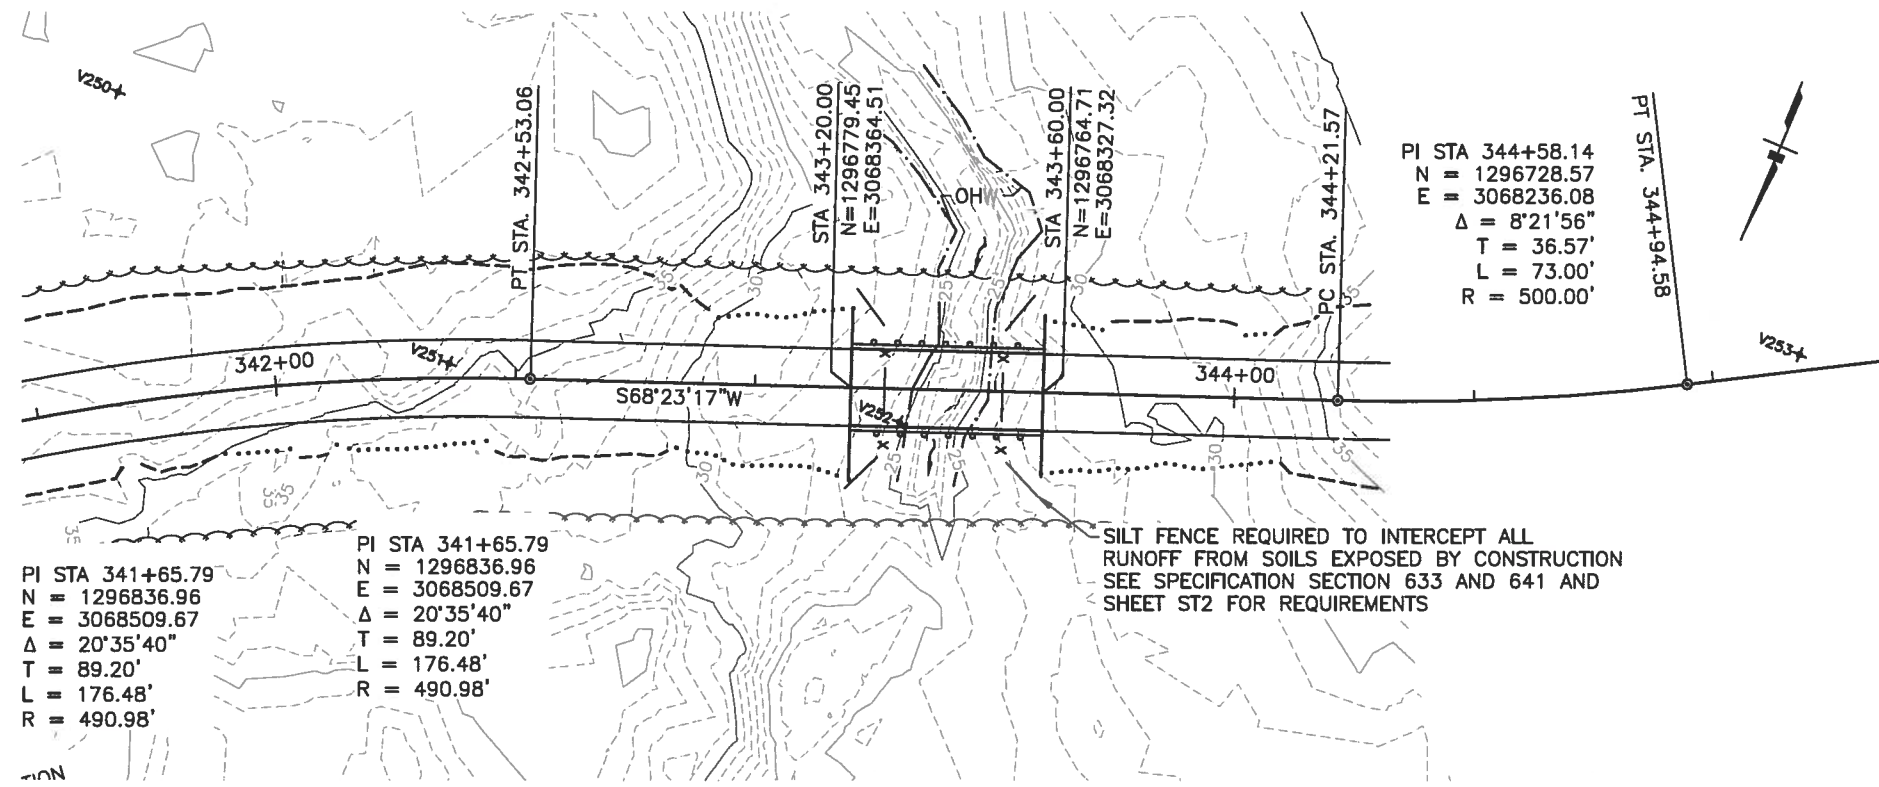 V250
PT STA. 342+53.06
STA 343+20.00
N=1296779.45
E=3068364.51
OHW
STA 343+60.00
N=1296764.71
E=3068327.32
PC STA. 344+21.57
PI STA 344+58.14
N = 1296728.57
E = 3068236.08
Δ = 8°21'56"
T = 36.57'
L = 73.00'
R = 500.00'
PT STA. 344+94.58
35
30
25
30
35
342+00
V251
S68°23'17"W
V252
344+00
V253
35
35
30
25
25
30
35
35
SILT FENCE REQUIRED TO INTERCEPT ALL
RUNOFF FROM SOILS EXPOSED BY CONSTRUCTION
SEE SPECIFICATION SECTION 633 AND 641 AND
SHEET ST2 FOR REQUIREMENTS
PI STA 341+65.79
N = 1296836.96
E = 3068509.67
Δ = 20°35'40"
T = 89.20'
L = 176.48'
R = 490.98'
PI STA 341+65.79
N = 1296836.96
E = 3068509.67
Δ = 20°35'40"
T = 89.20'
L = 176.48'
R = 490.98'